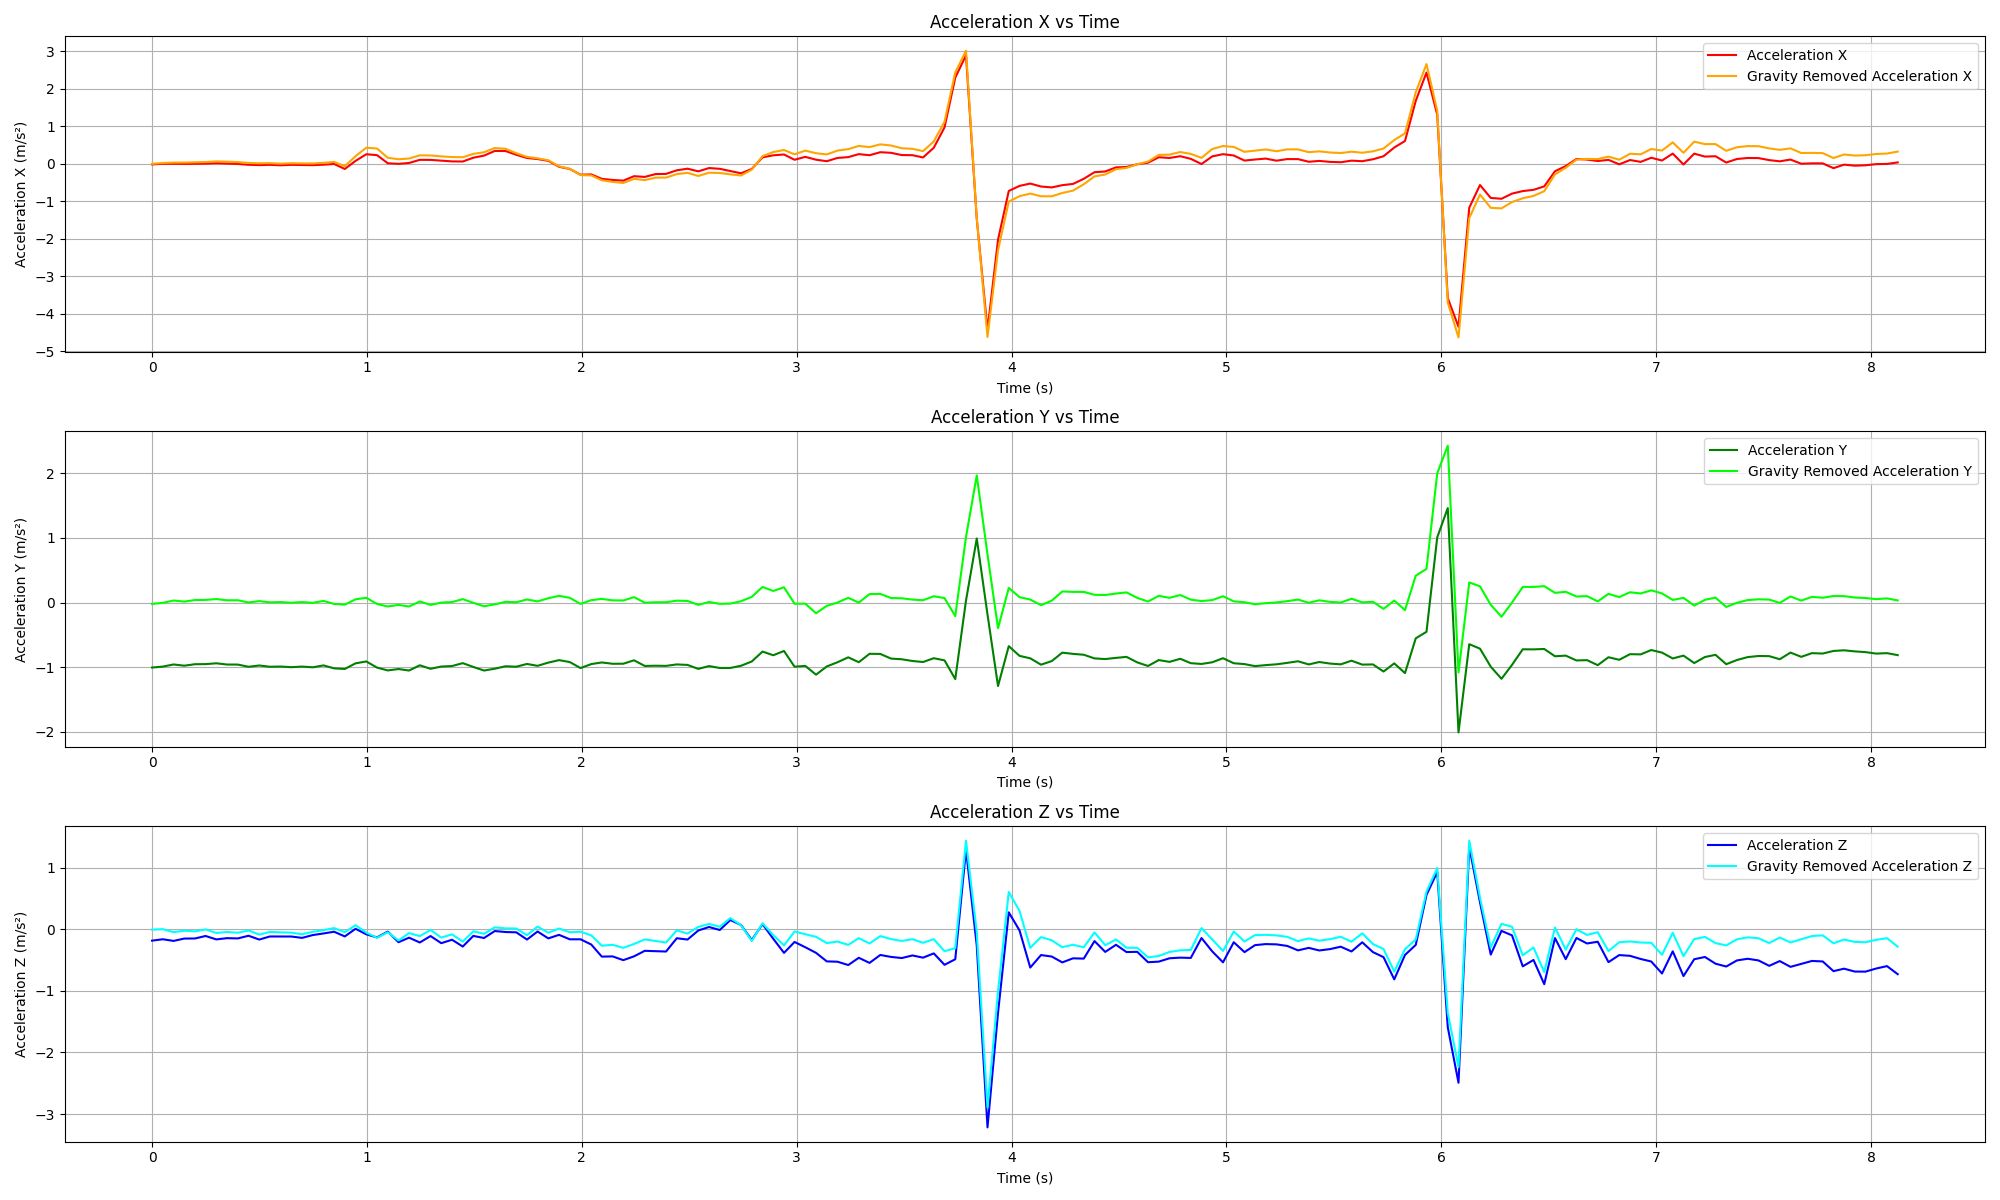 Acceleration X vs Time
Acceleration X
Gravity Removed Acceleration X
Acceleration X (m/s²)
3
2
1
0
−1
−2
−3
−4
−5
0 1 2 3 4 5 6 7 8
Time (s)
Acceleration Y vs Time
Acceleration Y
Gravity Removed Acceleration Y
Acceleration Y (m/s²)
2
1
0
−1
−2
0 1 2 3 4 5 6 7 8
Time (s)
Acceleration Z vs Time
Acceleration Z
Gravity Removed Acceleration Z
Acceleration Z (m/s²)
1
0
−1
−2
−3
0 1 2 3 4 5 6 7 8
Time (s)